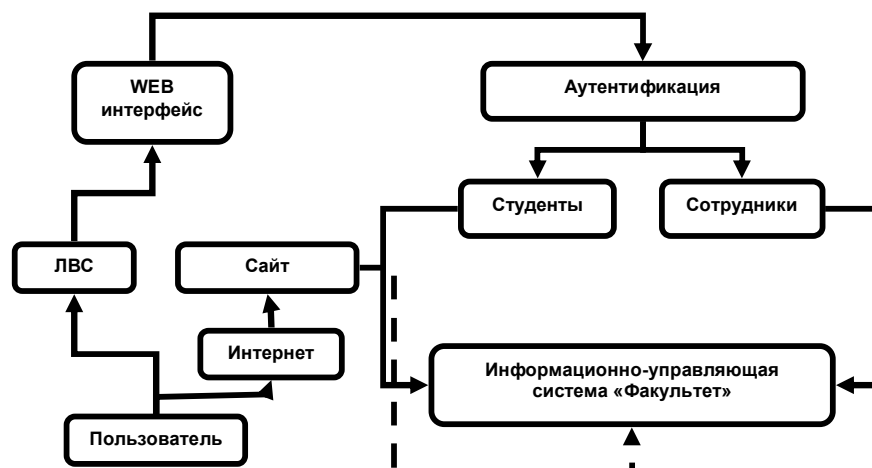 WEB
интерфейс
Аутентификация
Студенты
Сотрудники
ЛВС
Сайт
Интернет
Информационно-управляющая
система «Факультет»
Пользователь